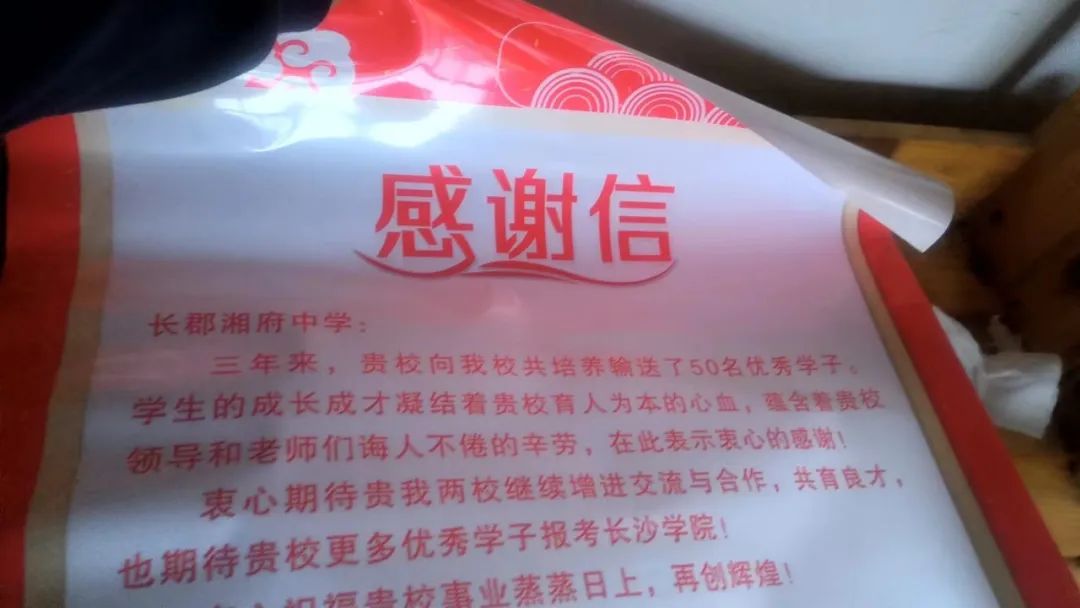 感谢信
长郡湘府中学：
三年来，贵校向我校共培养输送了50名优秀学子。
学生的成长成才凝结着贵校育人为本的心血，蕴含着贵校
领导和老师们诲人不倦的辛劳，在此表示衷心的感谢！
衷心期待贵我两校继续增进交流与合作，共育良才，
也期待贵校更多优秀学子报考长沙学院！
心祝福贵校事业蒸蒸日上，再创辉煌！